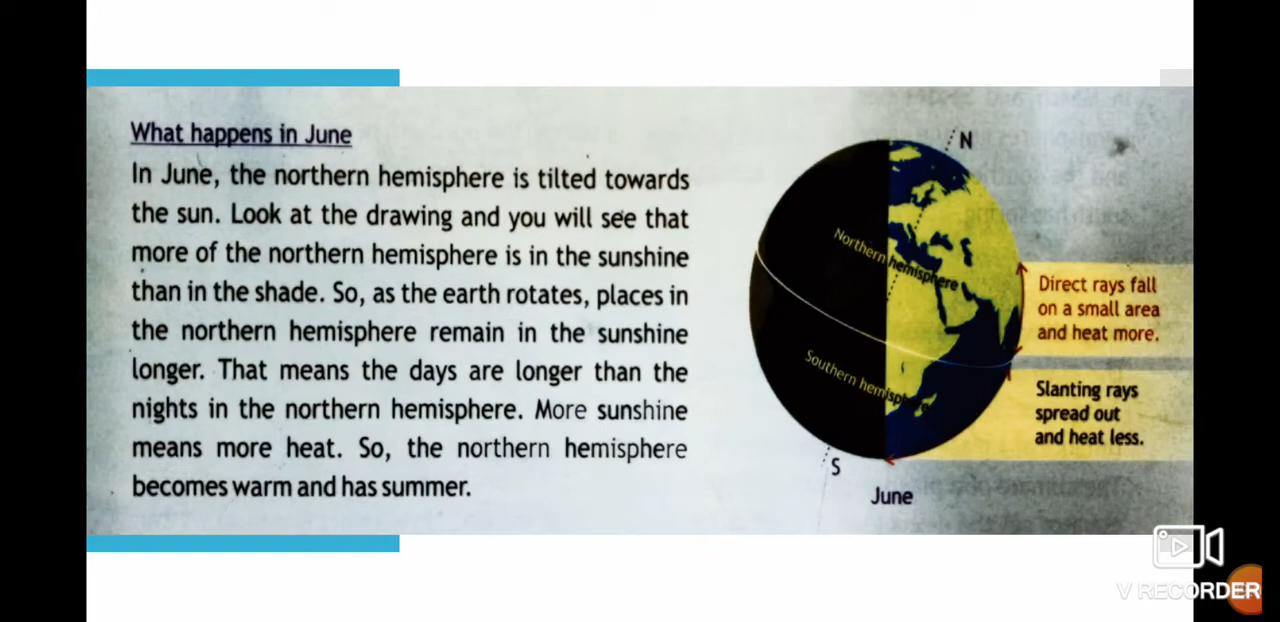 What happens in June
In June, the northern hemisphere is tilted towards
the sun. Look at the drawing and you will see that
more of the northern hemisphere is in the sunshine
than in the shade. So, as the earth rotates, places in
the northern hemisphere remain in the sunshine
longer. That means the days are longer than the
nights in the northern hemisphere. More sunshine
means more heat. So, the northern hemisphere
becomes warm and has summer.
N
Northern hemisphere
Direct rays fall
on a small area
and heat more.
Southern hemisphere
Slanting rays
spread out
and heat less.
S
June
V RECORDER